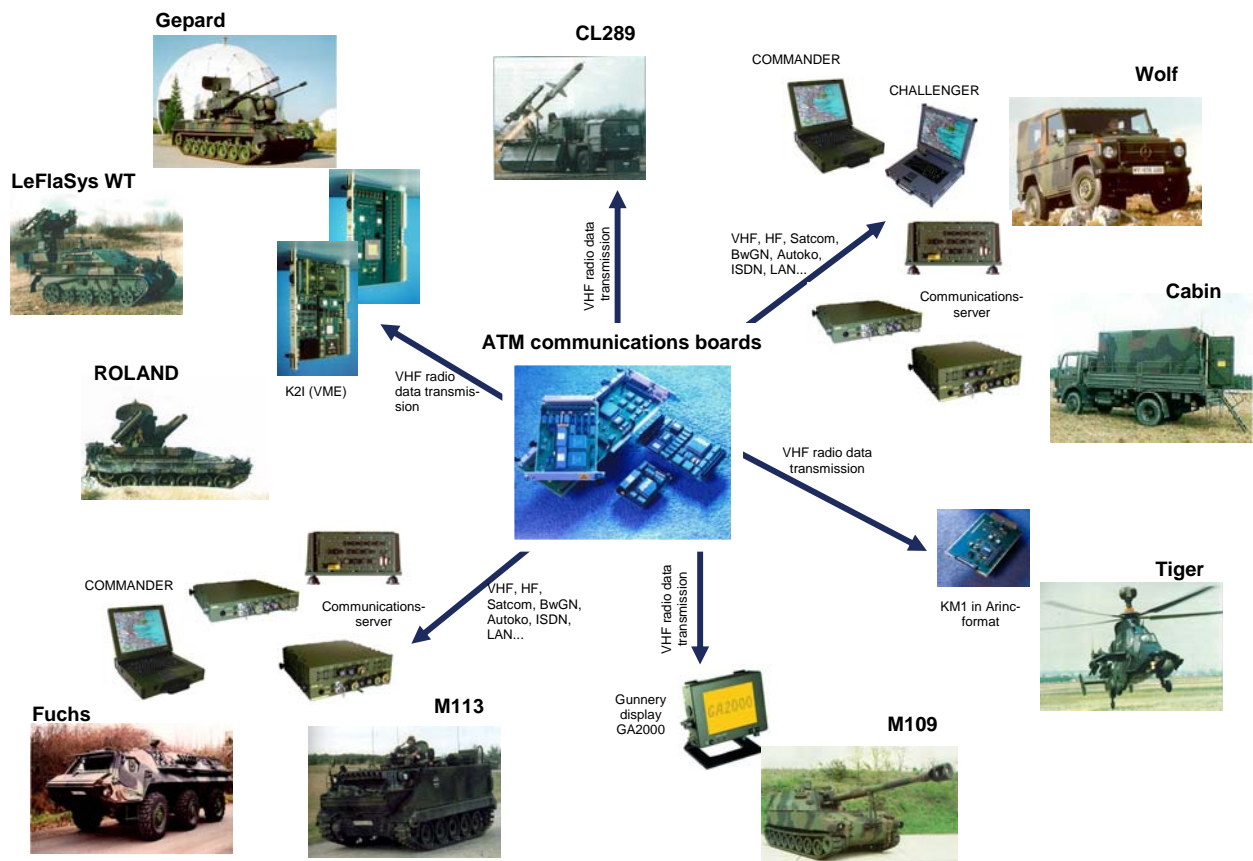 Gepard
CL289
COMMANDER
CHALLENGER
Wolf
LeFlaSys WT
VHF radio data
transmission
VHF, HF, Satcom,
BwGN, Autoko,
ISDN, LAN...
Communications-
server
Cabin
ATM communications boards
ROLAND
K2I (VME)
VHF radio
data transmis-
sion
VHF radio data
transmission
KM1 in Arinc-
format
Tiger
COMMANDER
Communications-
server
VHF, HF,
Satcom, BwGN,
Autoko, ISDN,
LAN...
VHF radio data
transmission
Gunnery
display
GA2000
GA2000
Fuchs
M113
M109